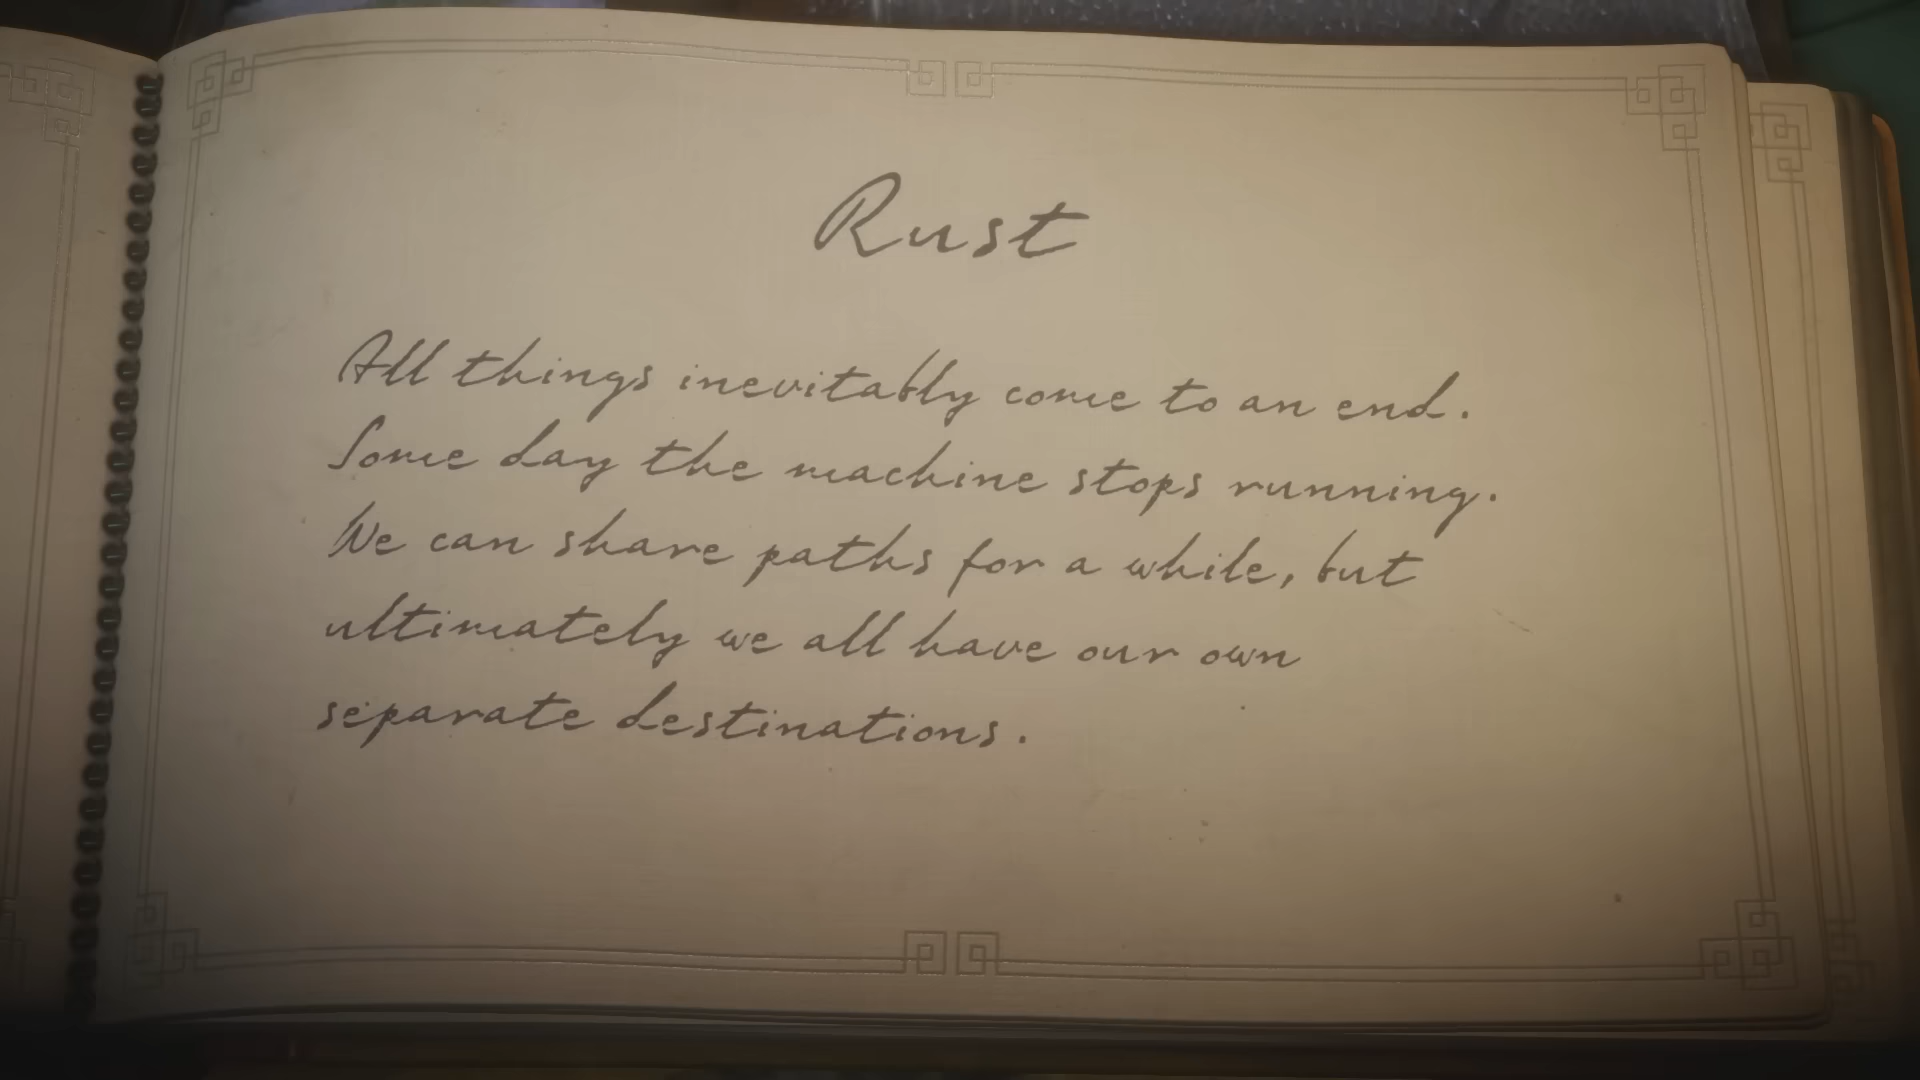 Rust
All things inevitably come to an end.
Some day the machine stops running.
We can share paths for a while, but
ultimately we all have our own
separate destinations.